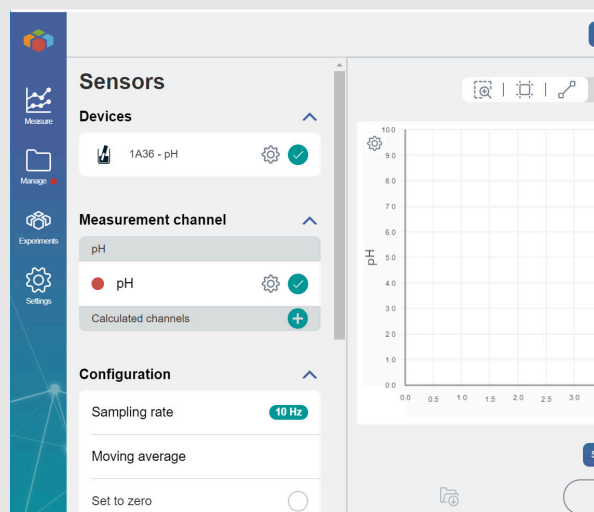 Sensors
Devices
1A36 - pH
Measurement channel
pH
pH
Calculated channels
Configuration
Sampling rate
10 Hz
Moving average
Set to zero
Measure
Manage
Experiments
Settings
pH
10.0
9.0
8.0
7.0
6.0
5.0
4.0
3.0
2.0
1.0
0.0
0.0 0.5 1.0 1.5 2.0 2.5 3.0